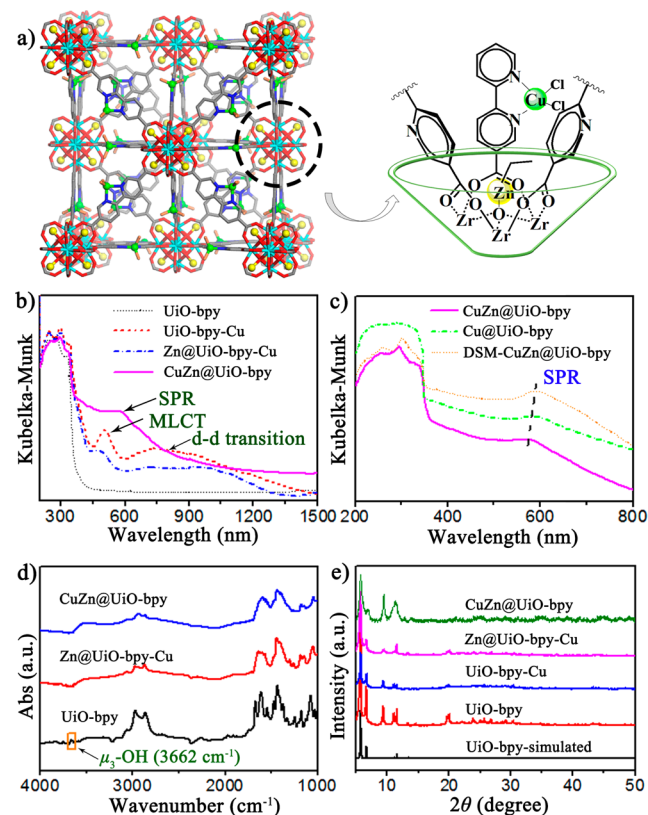 a)
N
N
Cu
Cl
Cl
N
N
O
O
Zn
O
O
O
Zr
Zr
Zr
b)
Kubelka-Munk
UiO-bpy
UiO-bpy-Cu
Zn@UiO-bpy-Cu
CuZn@UiO-bpy
SPR
MLCT
d-d transition
300 600 900 1200 1500
Wavelength (nm)
c)
Kubelka-Munk
CuZn@UiO-bpy
Cu@UiO-bpy
DSM-CuZn@UiO-bpy
SPR
200 400 600 800
Wavelength (nm)
d)
Abs (a.u.)
CuZn@UiO-bpy
Zn@UiO-bpy-Cu
UiO-bpy
μ₃-OH (3662 cm⁻¹)
4000 3000 2000 1000
Wavenumber (cm⁻¹)
e)
Intensity (a.u.)
CuZn@UiO-bpy
Zn@UiO-bpy-Cu
UiO-bpy-Cu
UiO-bpy
UiO-bpy-simulated
10 20 30 40 50
2θ (degree)